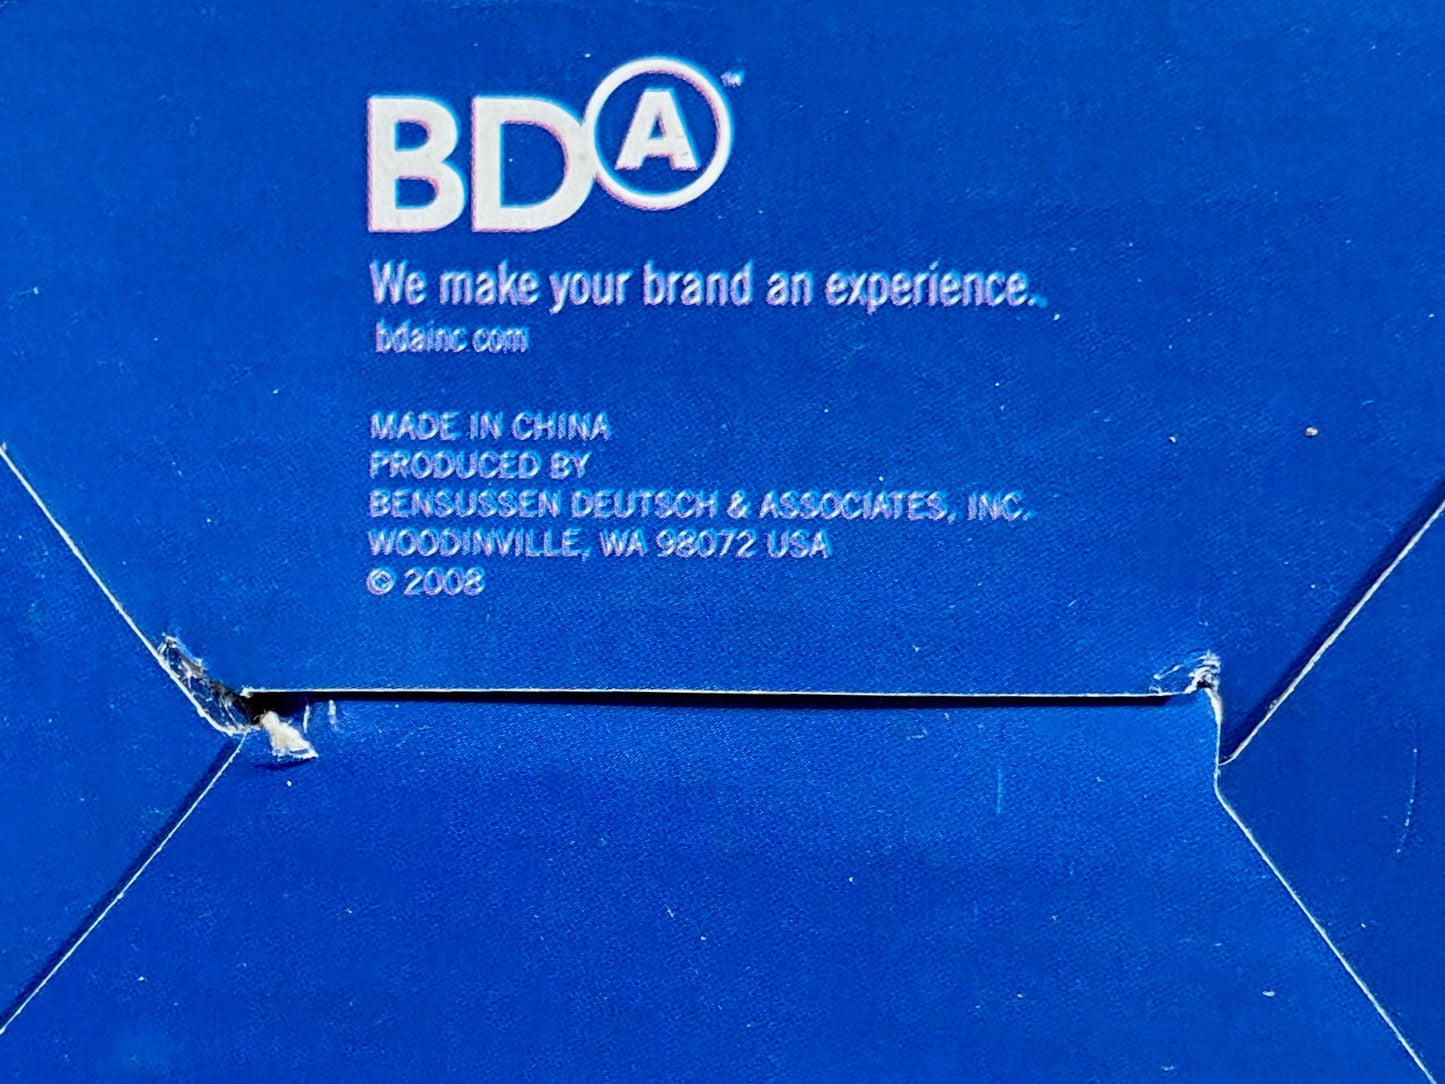 BDA™
We make your brand an experience.
bdainc.com
MADE IN CHINA
PRODUCED BY
BENSUSSEN DEUTSCH & ASSOCIATES, INC.
WOODINVILLE, WA 98072 USA
© 2008